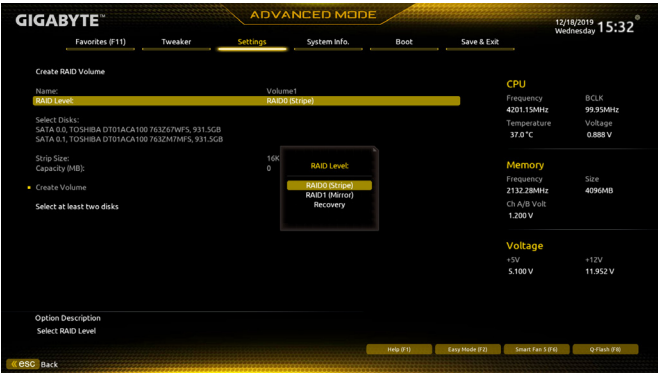 GIGABYTE™
ADVANCED MODE
12/18/2019
Wednesday 15:32
Favorites (F11) Tweaker Settings System Info. Boot Save & Exit
Create RAID Volume
Name: Volume1
RAID Level: RAID0 (Stripe)
Select Disks:
SATA 0.0, TOSHIBA DT01ACA100 763Z67WFS, 931.5GB
SATA 0.1, TOSHIBA DT01ACA100 763ZM7MFS, 931.5GB
Strip Size: 16K
Capacity (MB): 0
Create Volume
Select at least two disks
RAID Level:
RAID0 (Stripe)
RAID1 (Mirror)
Recovery
CPU
Frequency BCLK
4201.15MHz 99.95MHz
Temperature Voltage
37.0 °C 0.888 V
Memory
Frequency Size
2132.28MHz 4096MB
Ch A/B Volt
1.200 V
Voltage
+5V +12V
5.100 V 11.952 V
Option Description
Select RAID Level
Help (F1) Easy Mode (F2) Smart Fan 5 (F6) Q-Flash (F8)
esc Back